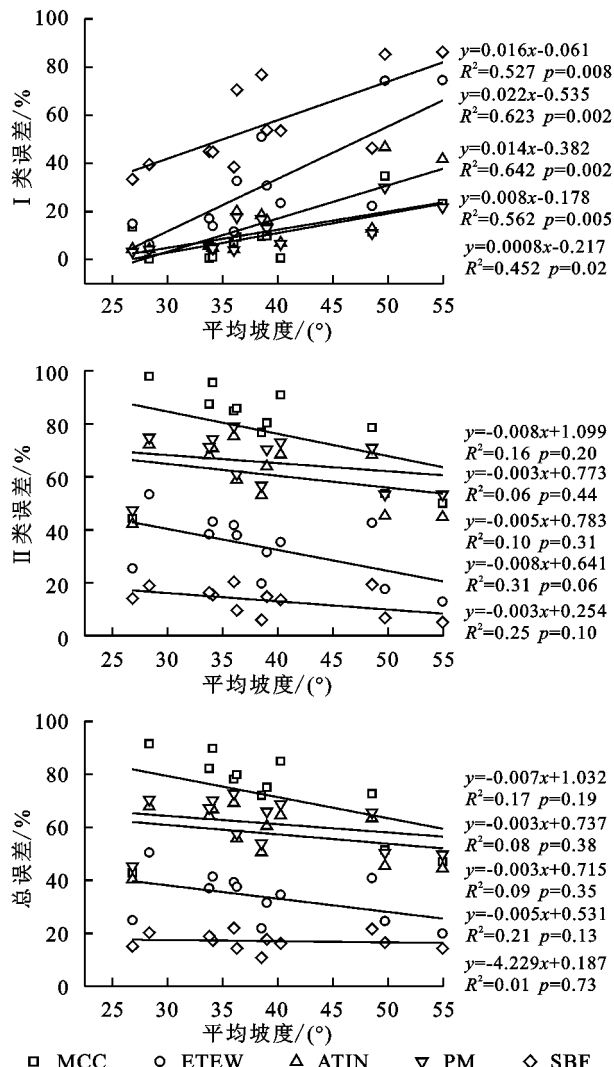 I类误差/%
100
80
60
40
20
0
25 30 35 40 45 50 55
平均坡度/(°)
y=0.016x-0.061
R²=0.527 p=0.008
y=0.022x-0.535
R²=0.623 p=0.002
y=0.014x-0.382
R²=0.642 p=0.002
y=0.008x-0.178
R²=0.562 p=0.005
y=0.0008x-0.217
R²=0.452 p=0.02
II类误差/%
100
80
60
40
20
0
25 30 35 40 45 50 55
平均坡度/(°)
y=-0.008x+1.099
R²=0.16 p=0.20
y=-0.003x+0.773
R²=0.06 p=0.44
y=-0.005x+0.783
R²=0.10 p=0.31
y=-0.008x+0.641
R²=0.31 p=0.06
y=-0.003x+0.254
R²=0.25 p=0.10
总误差/%
100
80
60
40
20
0
25 30 35 40 45 50 55
平均坡度/(°)
y=-0.007x+1.032
R²=0.17 p=0.19
y=-0.003x+0.737
R²=0.08 p=0.38
y=-0.003x+0.715
R²=0.09 p=0.35
y=-0.005x+0.531
R²=0.21 p=0.13
y=-4.229x+0.187
R²=0.01 p=0.73
MCC ETEW ATIN PM SBF